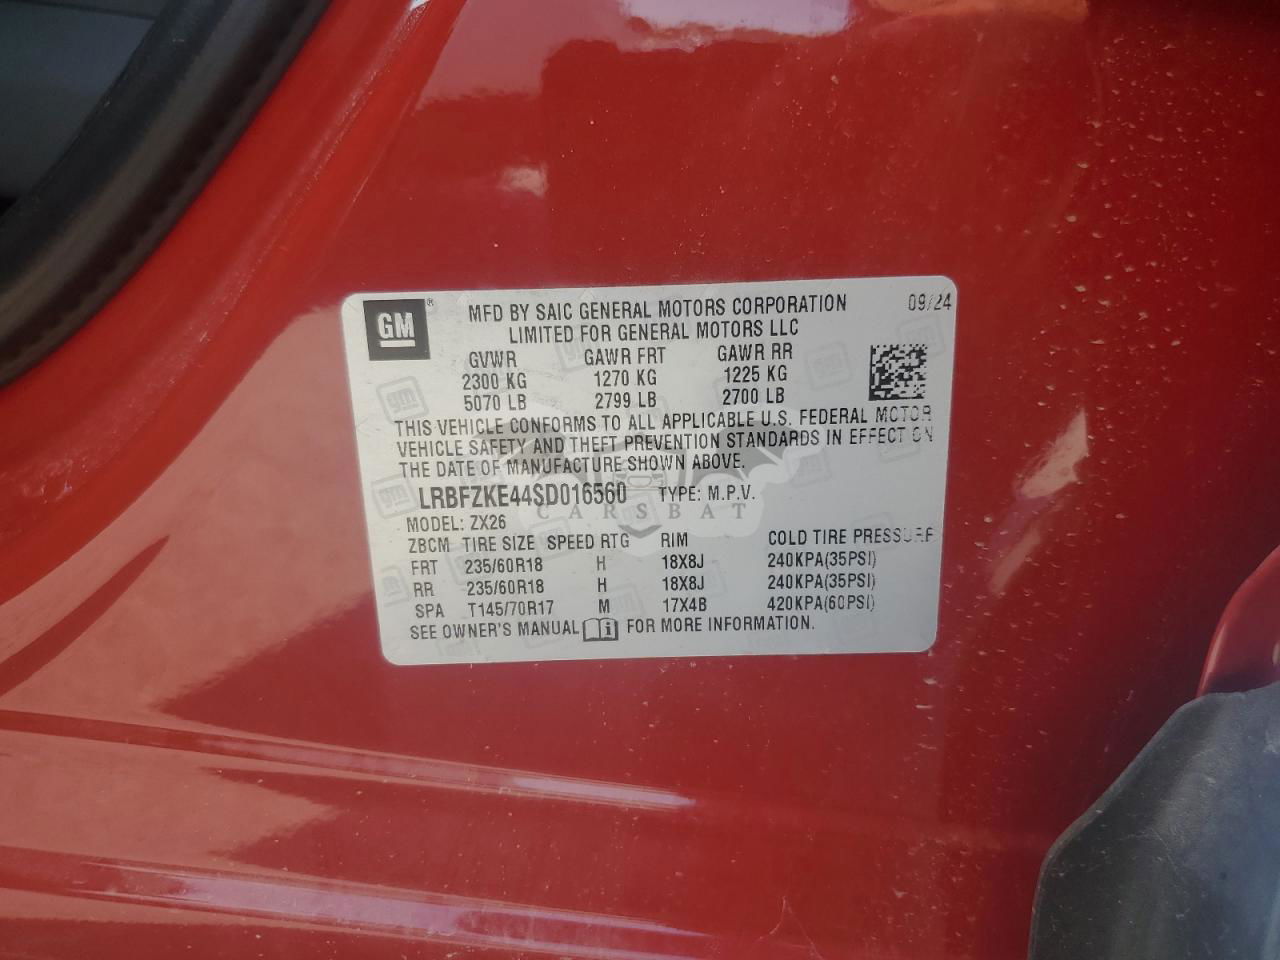 GM
MFD BY SAIC GENERAL MOTORS CORPORATION 09/24
LIMITED FOR GENERAL MOTORS LLC
GVWR GAWR FRT GAWR RR
2300 KG 1270 KG 1225 KG
5070 LB 2799 LB 2700 LB
THIS VEHICLE CONFORMS TO ALL APPLICABLE U.S. FEDERAL MOTOR
VEHICLE SAFETY AND THEFT PREVENTION STANDARDS IN EFFECT ON
THE DATE OF MANUFACTURE SHOWN ABOVE.
LRBFZKE44SD016560 TYPE: M.P.V.
CARSBAT
MODEL: ZX26
ZBCM TIRE SIZE SPEED RTG RIM COLD TIRE PRESSURE
FRT 235/60R18 H 18X8J 240KPA(35PSI)
RR 235/60R18 H 18X8J 240KPA(35PSI)
SPA T145/70R17 M 17X4B 420KPA(60PSI)
SEE OWNER'S MANUAL FOR MORE INFORMATION.